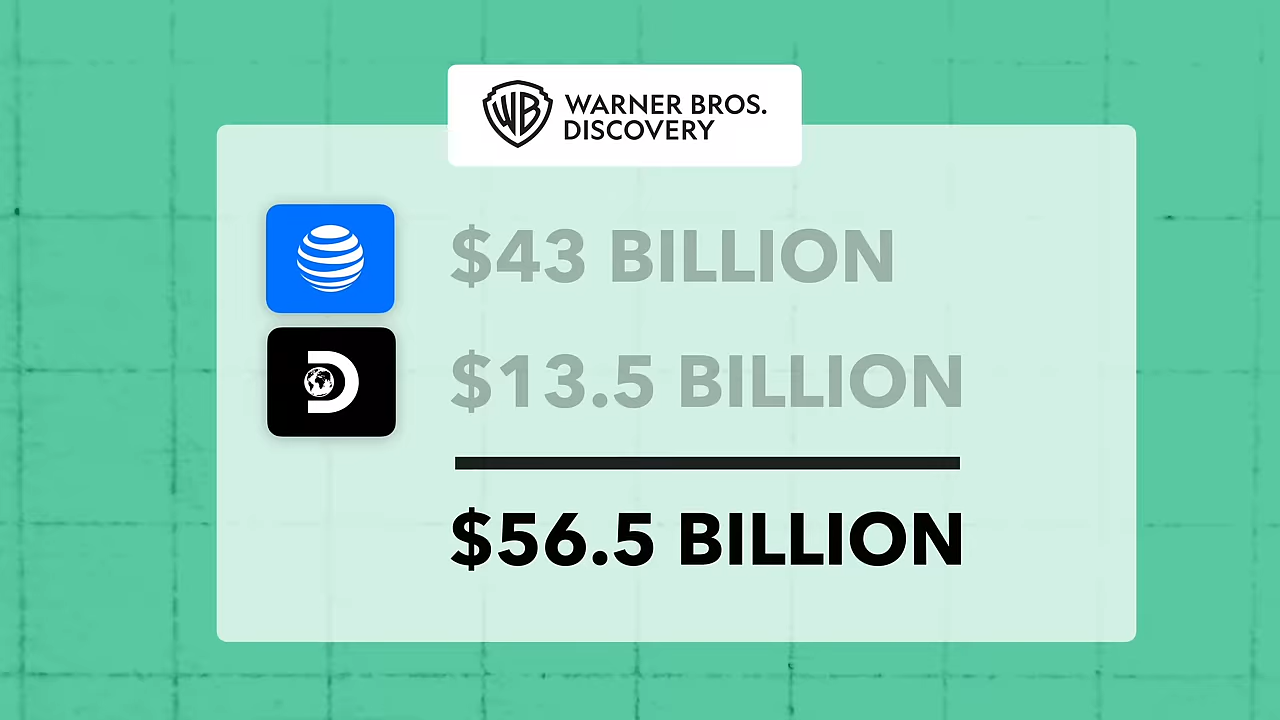 WARNER BROS.
DISCOVERY
$43 BILLION
$13.5 BILLION
$56.5 BILLION